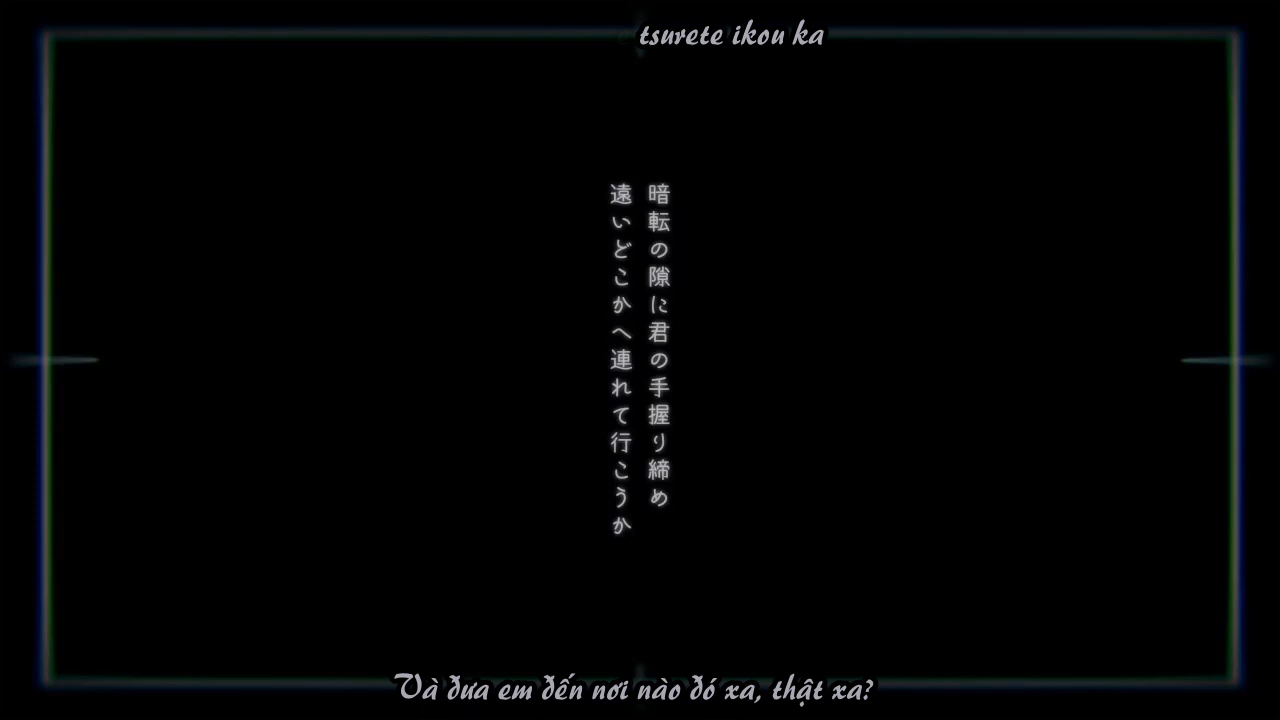 tsurete ikou ka
暗転の隙に君の手握り締め
遠いどこかへ連れて行こうか
Và đưa em đến nơi nào đó xa, thật xa?